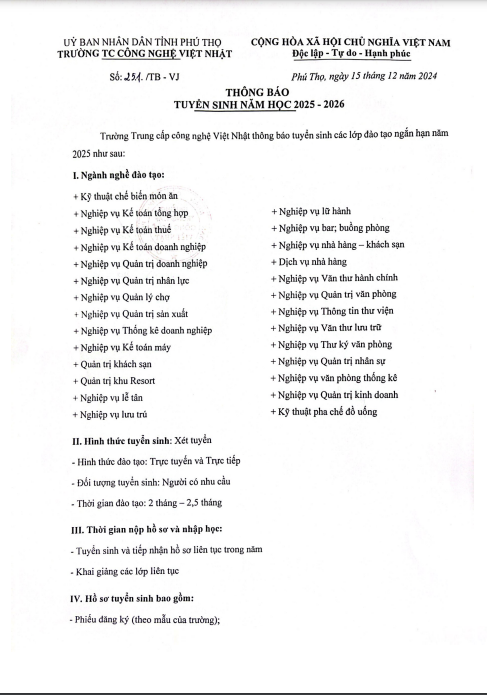 UỶ BAN NHÂN DÂN TỈNH PHÚ THỌ
TRƯỜNG TC CÔNG NGHỆ VIỆT NHẬT
CỘNG HÒA XÃ HỘI CHỦ NGHĨA VIỆT NAM
Độc lập - Tự do - Hạnh phúc
Số: 251/TB - VJ
Phú Thọ, ngày 15 tháng 12 năm 2024
THÔNG BÁO
TUYỂN SINH NĂM HỌC 2025 - 2026
Trường Trung cấp công nghệ Việt Nhật thông báo tuyển sinh các lớp đào tạo ngắn hạn năm
2025 như sau:
I. Ngành nghề đào tạo:
+ Kỹ thuật chế biến món ăn
+ Nghiệp vụ Kế toán tổng hợp
+ Nghiệp vụ Kế toán thuế
+ Nghiệp vụ Kế toán doanh nghiệp
+ Nghiệp vụ Quản trị doanh nghiệp
+ Nghiệp vụ Quản trị nhân lực
+ Nghiệp vụ Quản lý chợ
+ Nghiệp vụ Quản trị sản xuất
+ Nghiệp vụ Thống kê doanh nghiệp
+ Nghiệp vụ Kế toán máy
+ Quản trị khách sạn
+ Quản trị khu Resort
+ Nghiệp vụ lễ tân
+ Nghiệp vụ lưu trú
+ Nghiệp vụ lữ hành
+ Nghiệp vụ bar; buồng phòng
+ Nghiệp vụ nhà hàng – khách sạn
+ Dịch vụ nhà hàng
+ Nghiệp vụ Văn thư hành chính
+ Nghiệp vụ Quản trị văn phòng
+ Nghiệp vụ Thông tin thư viện
+ Nghiệp vụ Văn thư lưu trữ
+ Nghiệp vụ Thư ký văn phòng
+ Nghiệp vụ Quản trị nhân sự
+ Nghiệp vụ văn phòng thống kê
+ Nghiệp vụ Quản trị kinh doanh
+ Kỹ thuật pha chế đồ uống
II. Hình thức tuyển sinh: Xét tuyển
- Hình thức đào tạo: Trực tuyến và Trực tiếp
- Đối tượng tuyển sinh: Người có nhu cầu
- Thời gian đào tạo: 2 tháng – 2,5 tháng
III. Thời gian nộp hồ sơ và nhập học:
- Tuyển sinh và tiếp nhận hồ sơ liên tục trong năm
- Khai giảng các lớp liên tục
IV. Hồ sơ tuyển sinh bao gồm:
- Phiếu đăng ký (theo mẫu của trường);